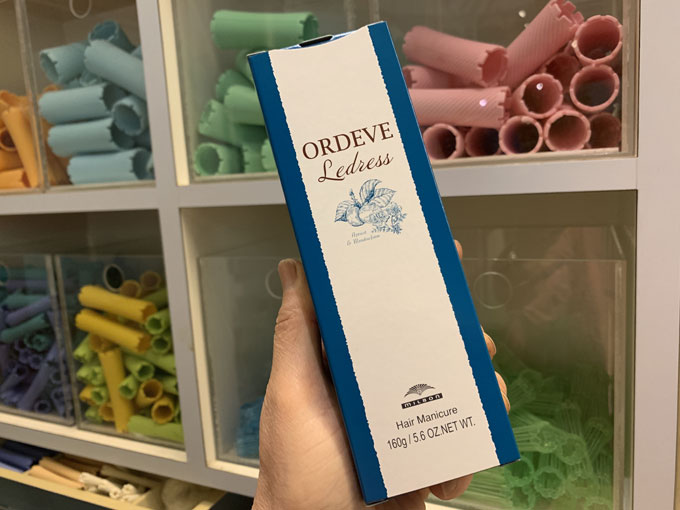 ORDEVE
Ledress
MILBON
Hair Manicure
160g / 5.6 OZ.NET WT.